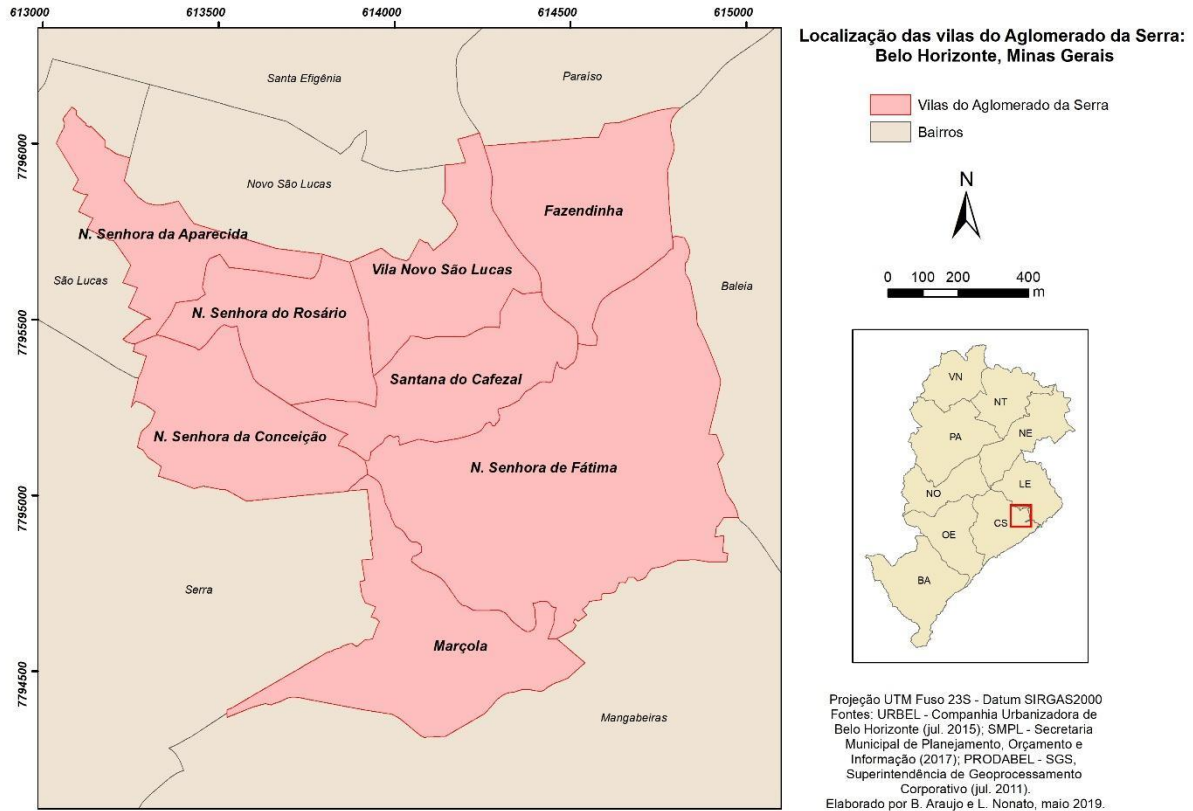 613000
613500
614000
614500
615000
7796000
7795500
7795000
7794500
Santa Efigênia
Paraíso
Novo São Lucas
Fazendinha
N. Senhora da Aparecida
Vila Novo São Lucas
São Lucas
Baleia
N. Senhora do Rosário
Santana do Cafezal
N. Senhora da Conceição
N. Senhora de Fátima
Serra
Marçola
Mangabeiras
Localização das vilas do Aglomerado da Serra:
Belo Horizonte, Minas Gerais
Vilas do Aglomerado da Serra
Bairros
N
0 100 200 400
m
VN
NT
PA
NE
LE
NO
CS
OE
BA
Projeção UTM Fuso 23S - Datum SIRGAS2000
Fontes: URBEL - Companhia Urbanizadora de
Belo Horizonte (jul. 2015); SMPL - Secretaria
Municipal de Planejamento, Orçamento e
Informação (2017); PRODABEL - SGS,
Superintendência de Geoprocessamento
Corporativo (jul. 2011).
Elaborado por B. Araujo e L. Nonato, maio 2019.